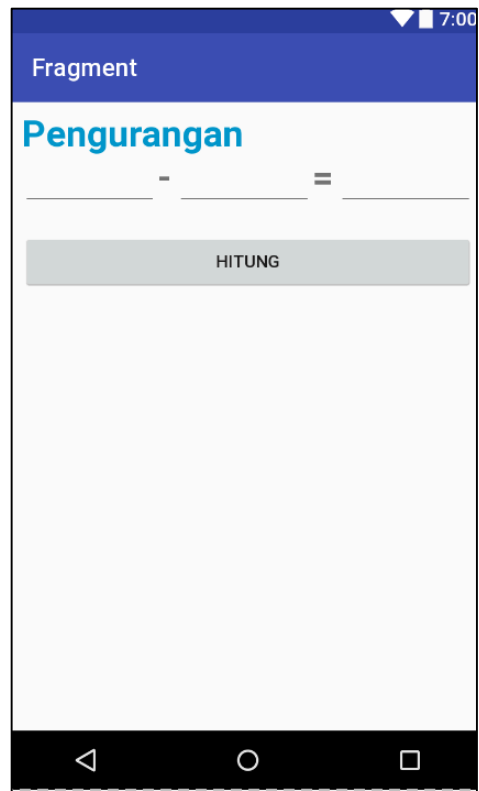 7:00
Fragment
Pengurangan
- =
HITUNG